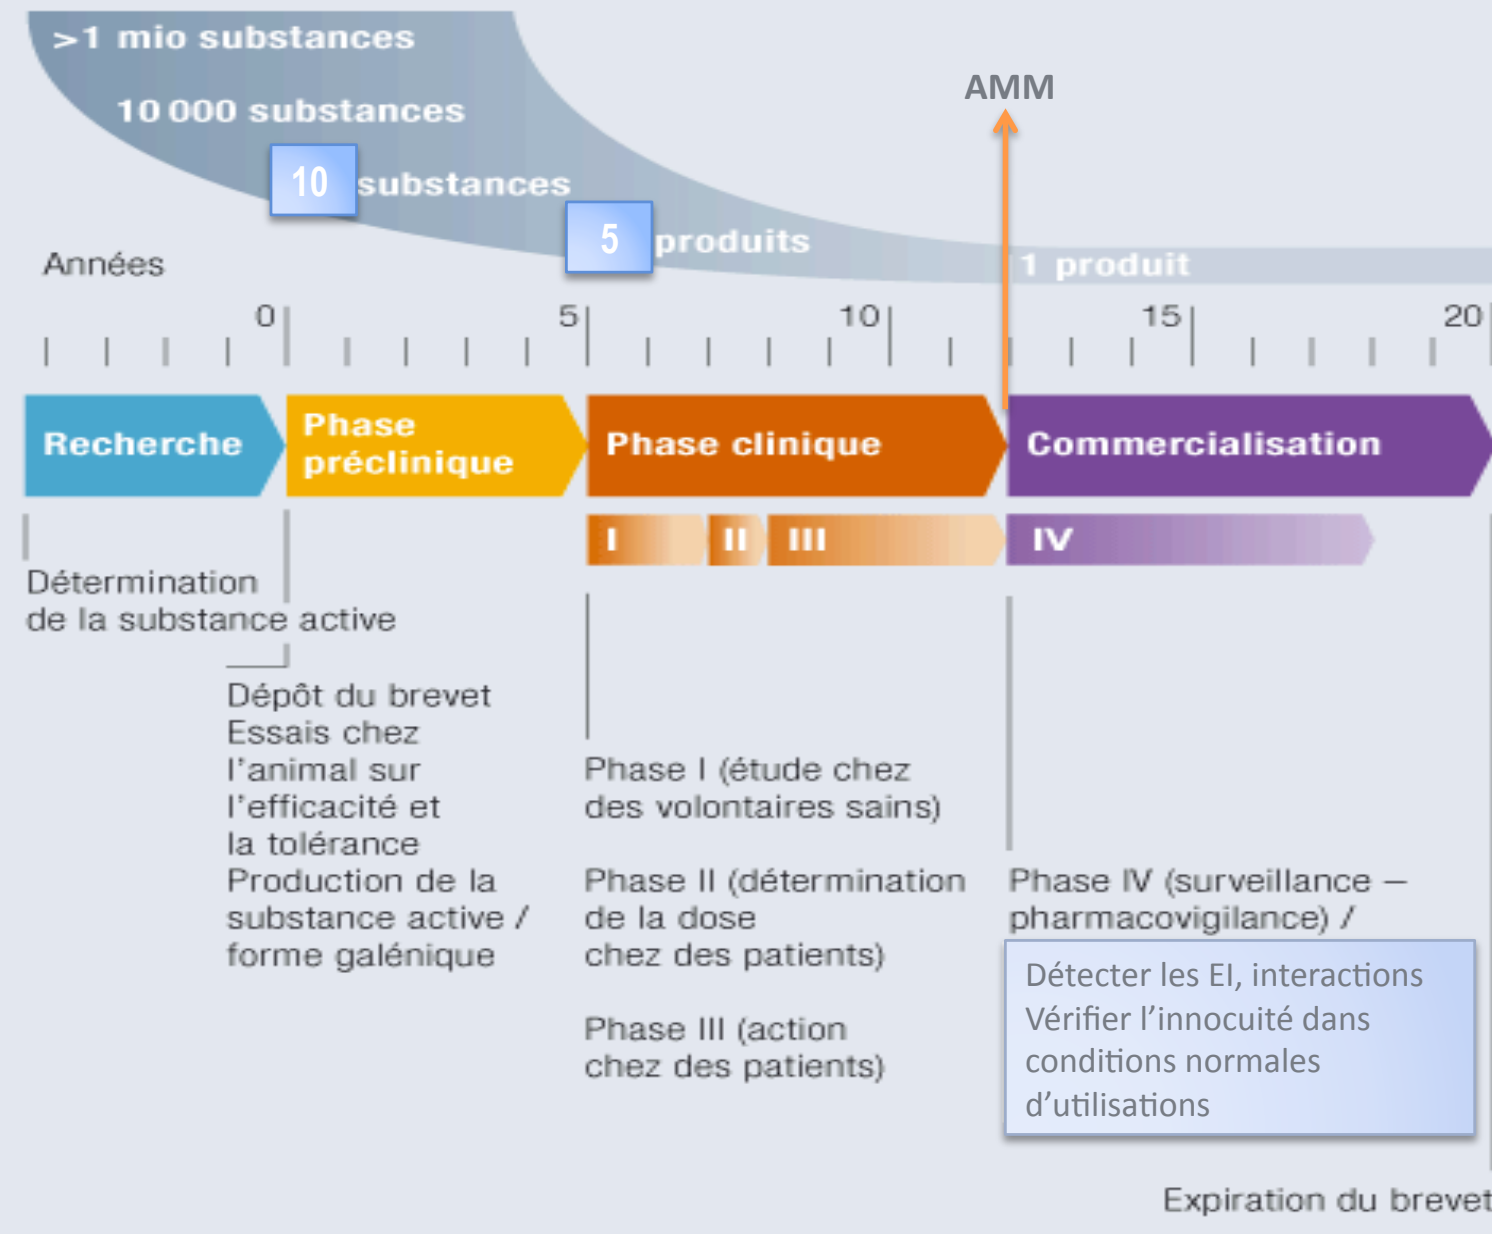 >1 mio substances
10 000 substances
10 substances
5 produits
1 produit
AMM
Années
0 5 10 15 20
Recherche
Phase
préclinique
Phase clinique
Commercialisation
I II III IV
Détermination
de la substance active
Dépôt du brevet
Essais chez
l'animal sur
l'efficacité et
la tolérance
Production de la
substance active /
forme galénique
Phase I (étude chez
des volontaires sains)
Phase II (détermination
de la dose
chez des patients)
Phase III (action
chez des patients)
Phase IV (surveillance –
pharmacovigilance) /
Détecter les EI, interactions
Vérifier l'innocuité dans
conditions normales
d'utilisations
Expiration du brevet